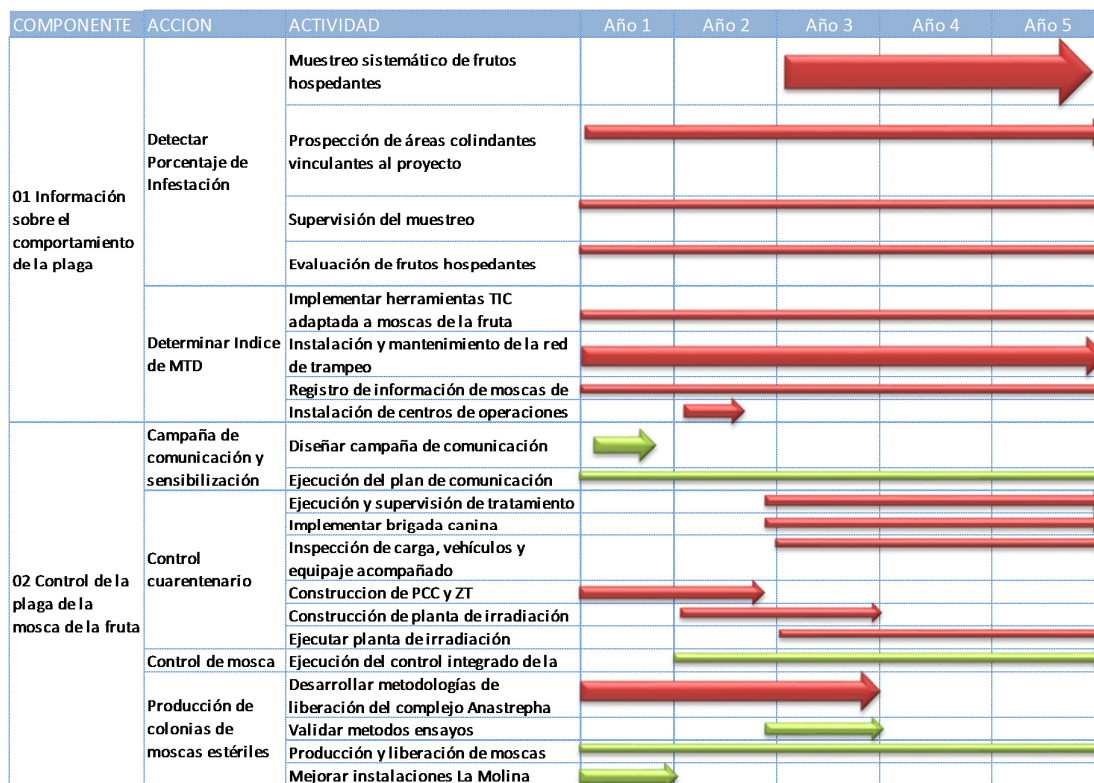 COMPONENTE ACCION ACTIVIDAD Año 1 Año 2 Año 3 Año 4 Año 5
01 Información
sobre el
comportamiento
de la plaga
Detectar
Porcentaje de
Infestación
Muestreo sistemático de frutos
hospedantes
Prospección de áreas colindantes
vinculantes al proyecto
Supervisión del muestreo
Evaluación de frutos hospedantes
Determinar Indice
de MTD
Implementar herramientas TIC
adaptada a moscas de la fruta
Instalación y mantenimiento de la red
de trampeo
Registro de información de moscas de
Instalación de centros de operaciones
02 Control de la
plaga de la
mosca de la fruta
Campaña de
comunicación y
sensibilización
Diseñar campaña de comunicación
Ejecución del plan de comunicación
Control
cuarentenario
Ejecución y supervisión de tratamiento
Implementar brigada canina
Inspección de carga, vehículos y
equipaje acompañado
Construccion de PCC y ZT
Construcción de planta de irradiación
Ejecutar planta de irradiación
Control de mosca
Ejecución del control integrado de la
Producción de
colonias de
moscas estériles
Desarrollar metodologías de
liberación del complejo Anastrepha
Validar metodos ensayos
Producción y liberación de moscas
Mejorar instalaciones La Molina